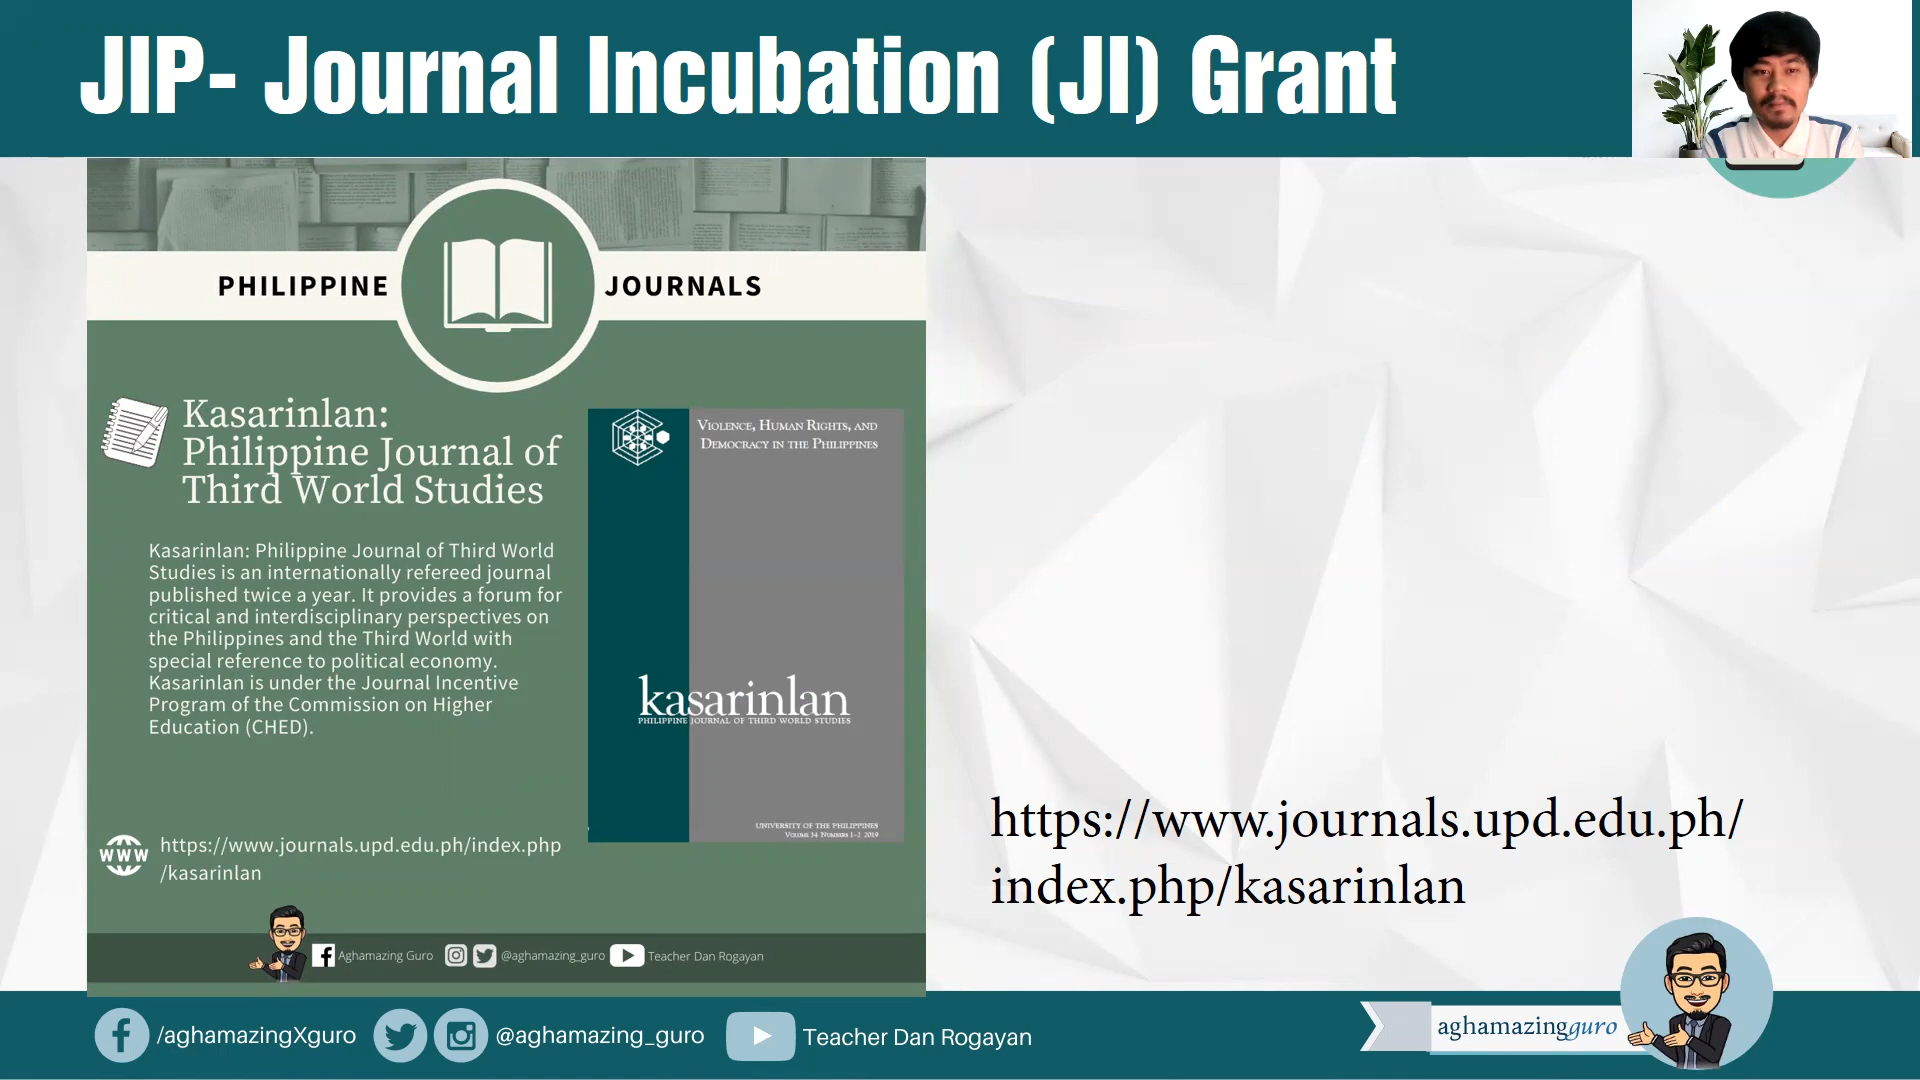 JIP- Journal Incubation (JI) Grant
PHILIPPINE JOURNALS
Kasarinlan:
Philippine Journal of
Third World Studies
Kasarinlan: Philippine Journal of Third World
Studies is an internationally refereed journal
published twice a year. It provides a forum for
critical and interdisciplinary perspectives on
the Philippines and the Third World with
special reference to political economy.
Kasarinlan is under the Journal Incentive
Program of the Commission on Higher
Education (CHED).
VIOLENCE, HUMAN RIGHTS, AND
DEMOCRACY IN THE PHILIPPINES
kasarinlan
PHILIPPINE JOURNAL OF THIRD WORLD STUDIES
UNIVERSITY OF THE PHILIPPINES
VOLUME 34 NUMBERS 1–2 2019
WWW
https://www.journals.upd.edu.ph/index.php
/kasarinlan
Aghamazing Guro @aghamazing_guro Teacher Dan Rogayan
https://www.journals.upd.edu.ph/
index.php/kasarinlan
/aghamazingXguro @aghamazing_guro Teacher Dan Rogayan
aghamazingguro